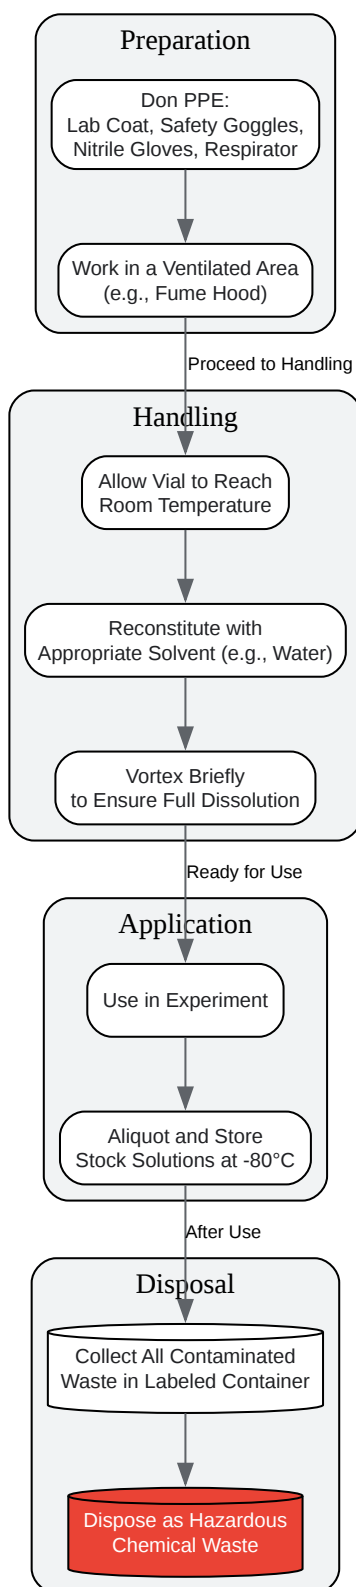 Preparation
Don PPE:
Lab Coat, Safety Goggles,
Nitrile Gloves, Respirator
Work in a Ventilated Area
(e.g., Fume Hood)
Proceed to Handling
Handling
Allow Vial to Reach
Room Temperature
Reconstitute with
Appropriate Solvent (e.g., Water)
Vortex Briefly
to Ensure Full Dissolution
Ready for Use
Application
Use in Experiment
Aliquot and Store
Stock Solutions at -80°C
After Use
Disposal
Collect All Contaminated
Waste in Labeled Container
Dispose as Hazardous
Chemical Waste